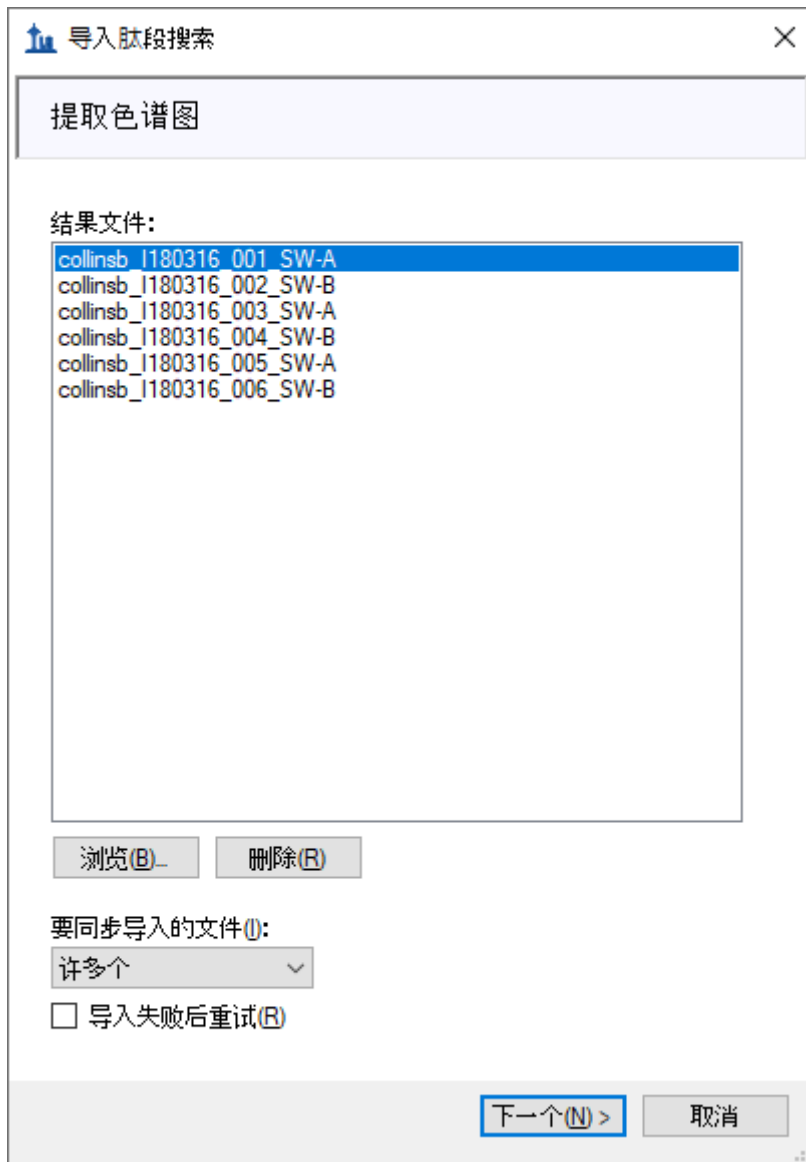 导入肽段搜索
提取色谱图
结果文件:
collinsb_I180316_001_SW-A
collinsb_I180316_002_SW-B
collinsb_I180316_003_SW-A
collinsb_I180316_004_SW-B
collinsb_I180316_005_SW-A
collinsb_I180316_006_SW-B
浏览(B)... 删除(R)
要同步导入的文件(I):
许多个
导入失败后重试(R)
下一个(N) > 取消